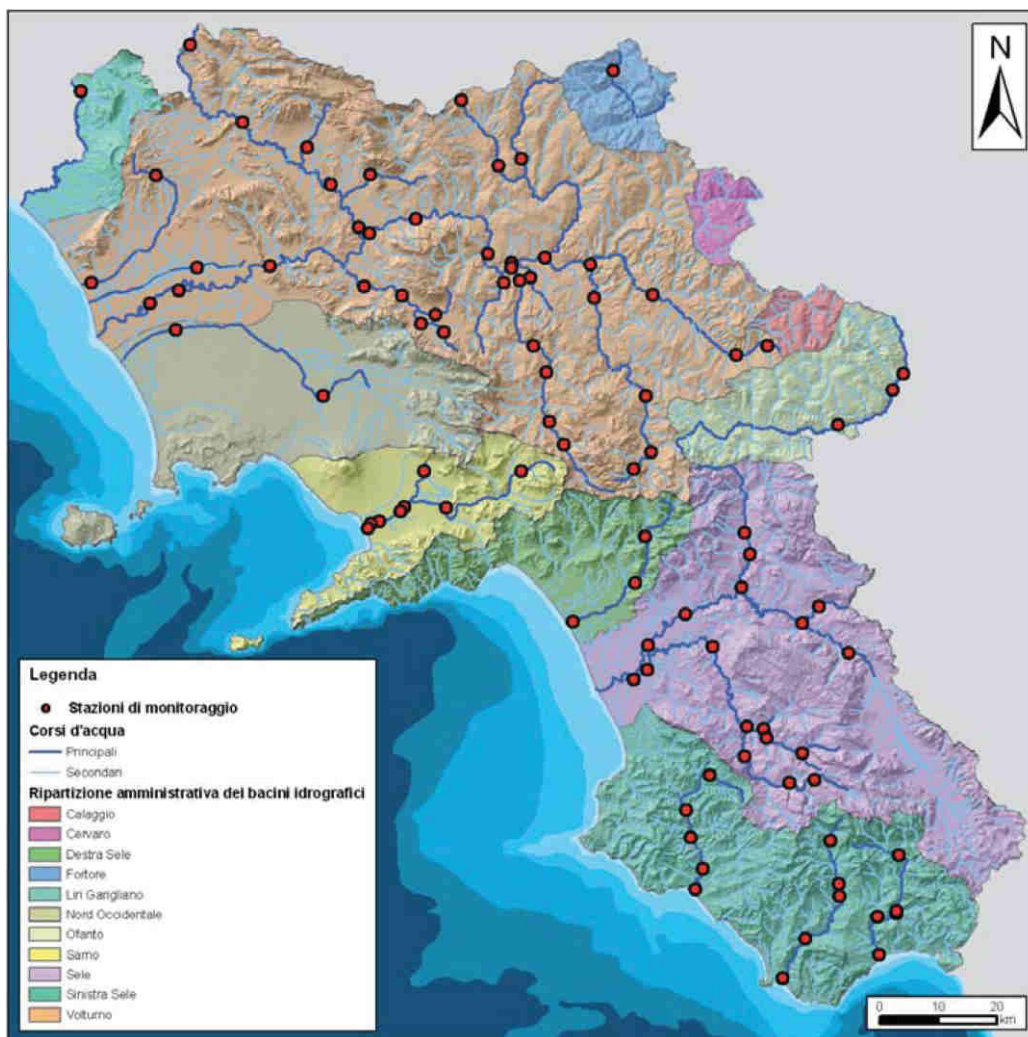 N
Legenda
Stazioni di monitoraggio
Corsi d'acqua
Principali
Secondari
Ripartizione amministrativa dei bacini idrografici
Calaggio
Cervaro
Destra Sele
Fortore
Liri Garigliano
Nord Occidentale
Ofanto
Sarno
Sele
Sinistra Sele
Volturno
0 10 20
km